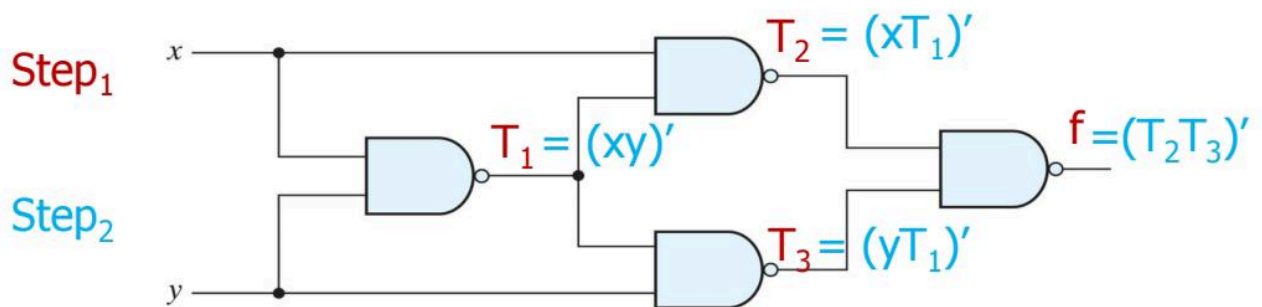 Step₁
x
T₂ = (xT₁)′
T₁ = (xy)′
f =(T₂T₃)′
Step₂
T₃ = (yT₁)′
y